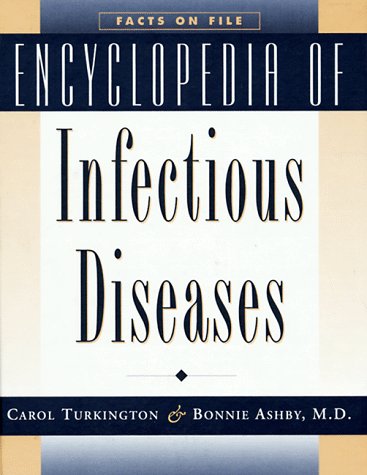 FACTS ON FILE
ENCYCLOPEDIA OF
Infectious
Diseases
CAROL TURKINGTON & BONNIE ASHBY, M.D.